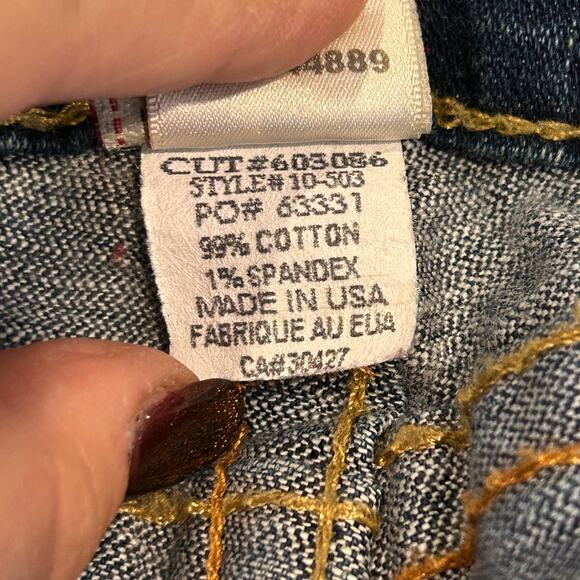 4889
CUT#603086
STYLE# 10-503
PO# 63331
99% COTTON
1% SPANDEX
MADE IN USA
FABRIQUE AU EUA
CA#30427